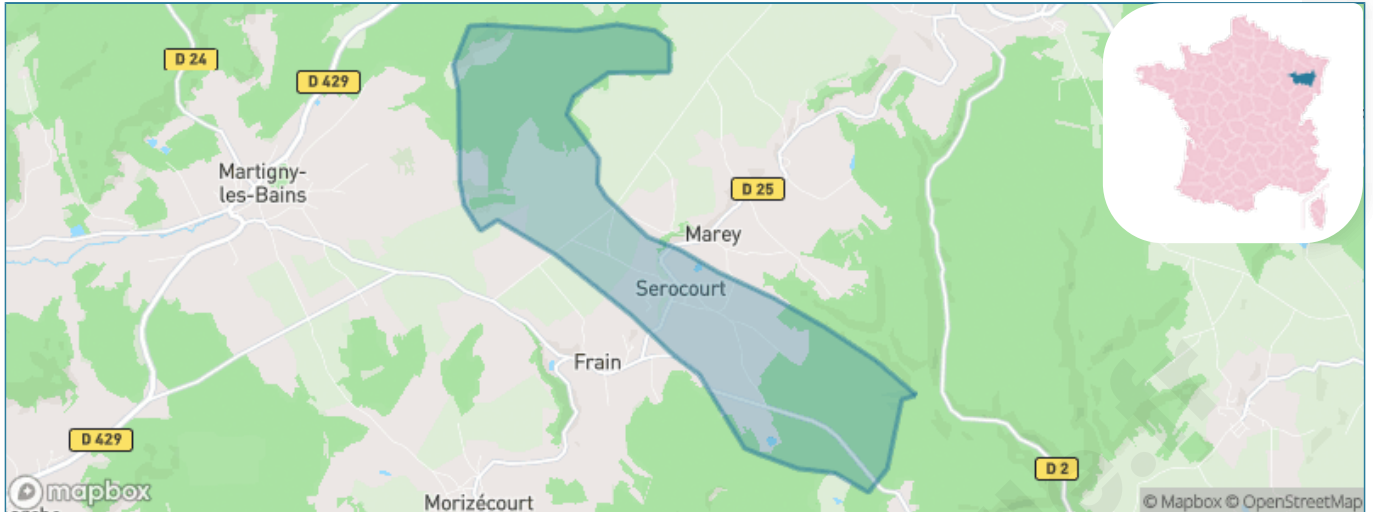 D 24
D 429
Martigny-
les-Bains
D 25
Marey
Serocourt
Frain
D 429
D 2
Morizécourt
mapbox
© Mapbox © OpenStreetMap